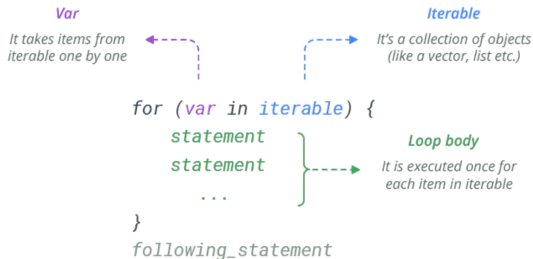 Var
It takes items from
iterable one by one
Iterable
It's a collection of objects
(like a vector, list etc.)
for (var in iterable) {
statement
statement
...
}
following_statement
Loop body
It is executed once for
each item in iterable